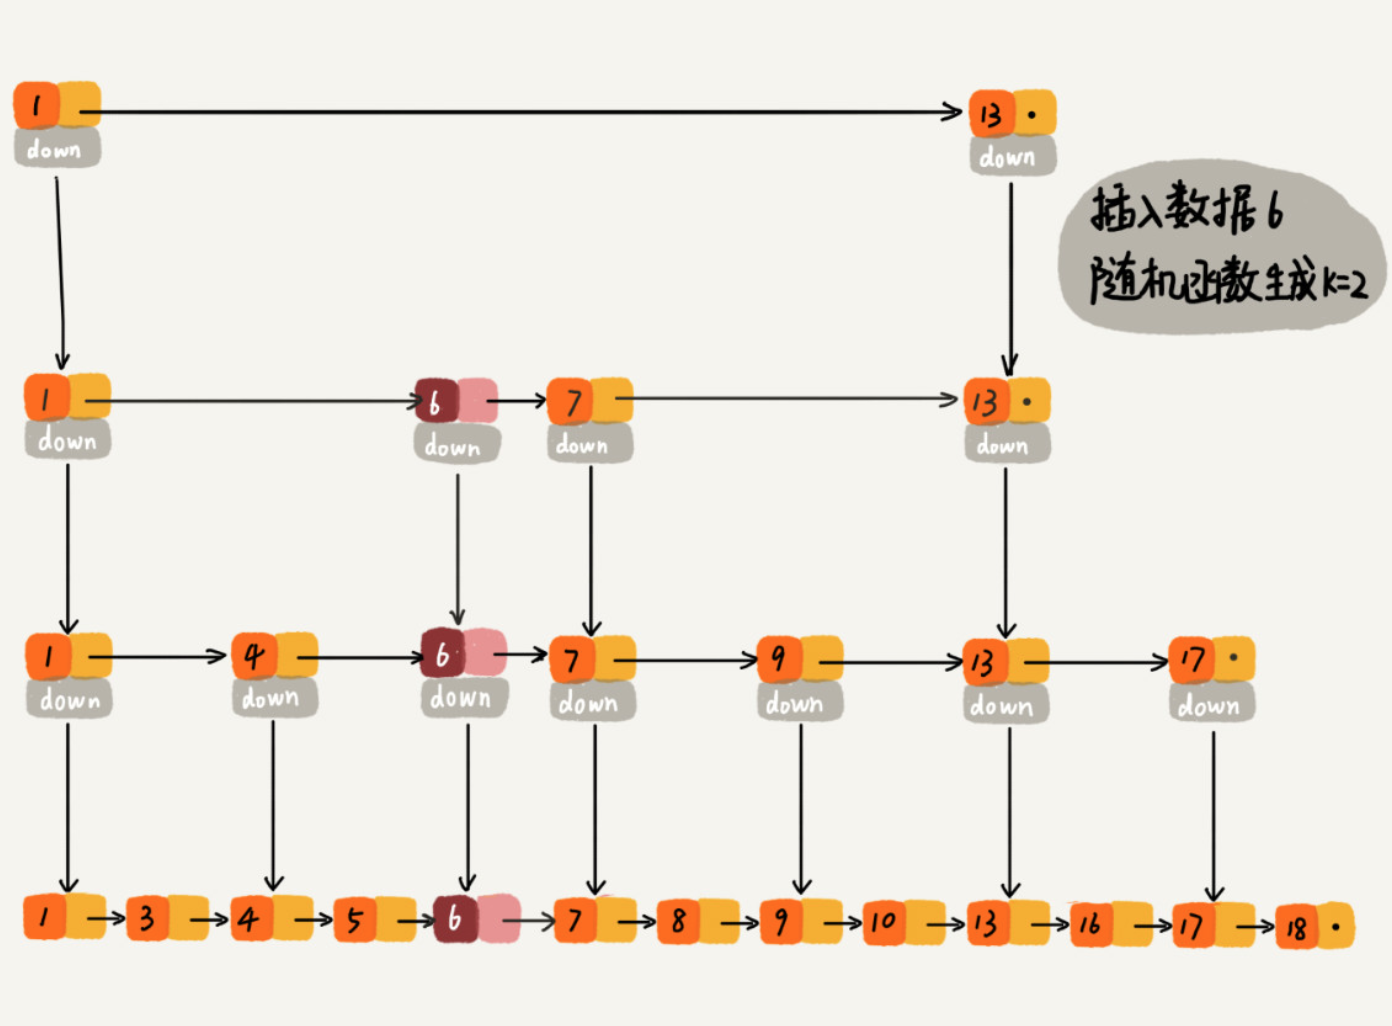 1 13
down down
插入数据6
随机函数生成k=2
1 6 7 13
down down down down
1 4 6 7 9 13 17
down down down down down down down
1 3 4 5 6 7 8 9 10 13 16 17 18